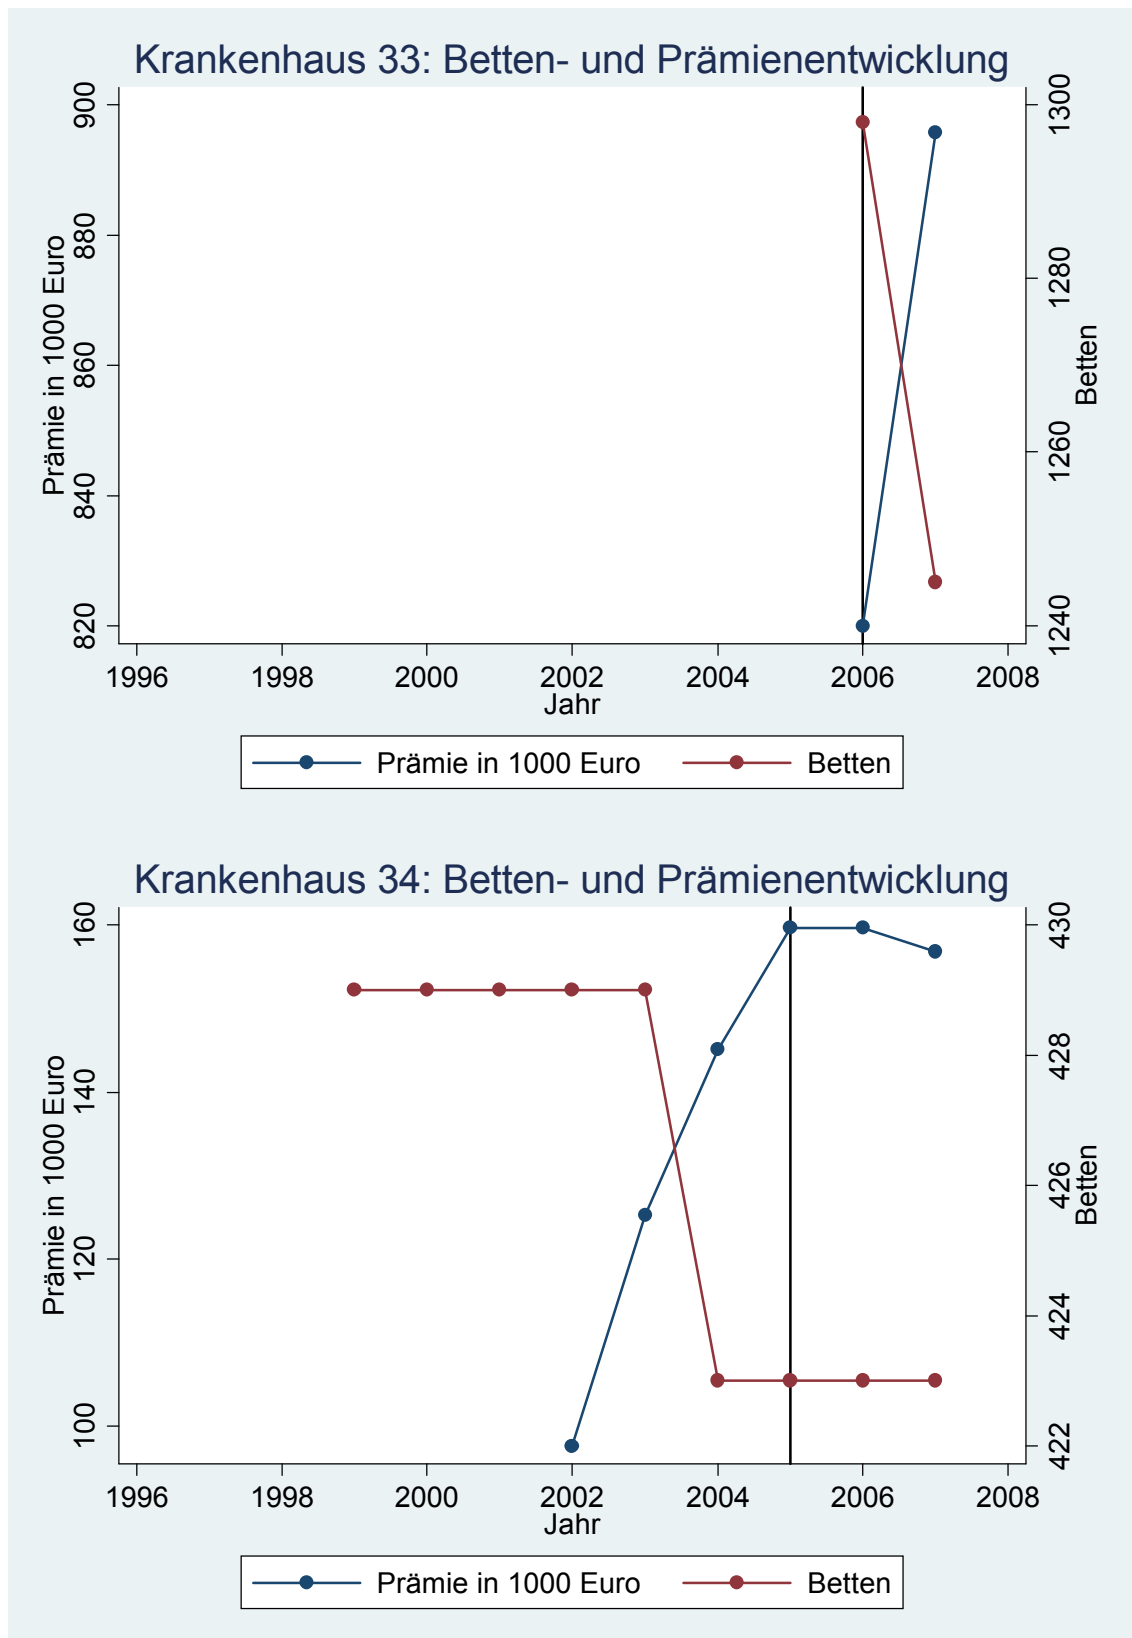 Krankenhaus 33: Betten- und Prämienentwicklung
Prämie in 1000 Euro
820 840 860 880 900
Betten
1240 1260 1280 1300
1996 1998 2000 2002 2004 2006 2008
Jahr
Prämie in 1000 Euro Betten
Krankenhaus 34: Betten- und Prämienentwicklung
Prämie in 1000 Euro
100 120 140 160
Betten
422 424 426 428 430
1996 1998 2000 2002 2004 2006 2008
Jahr
Prämie in 1000 Euro Betten